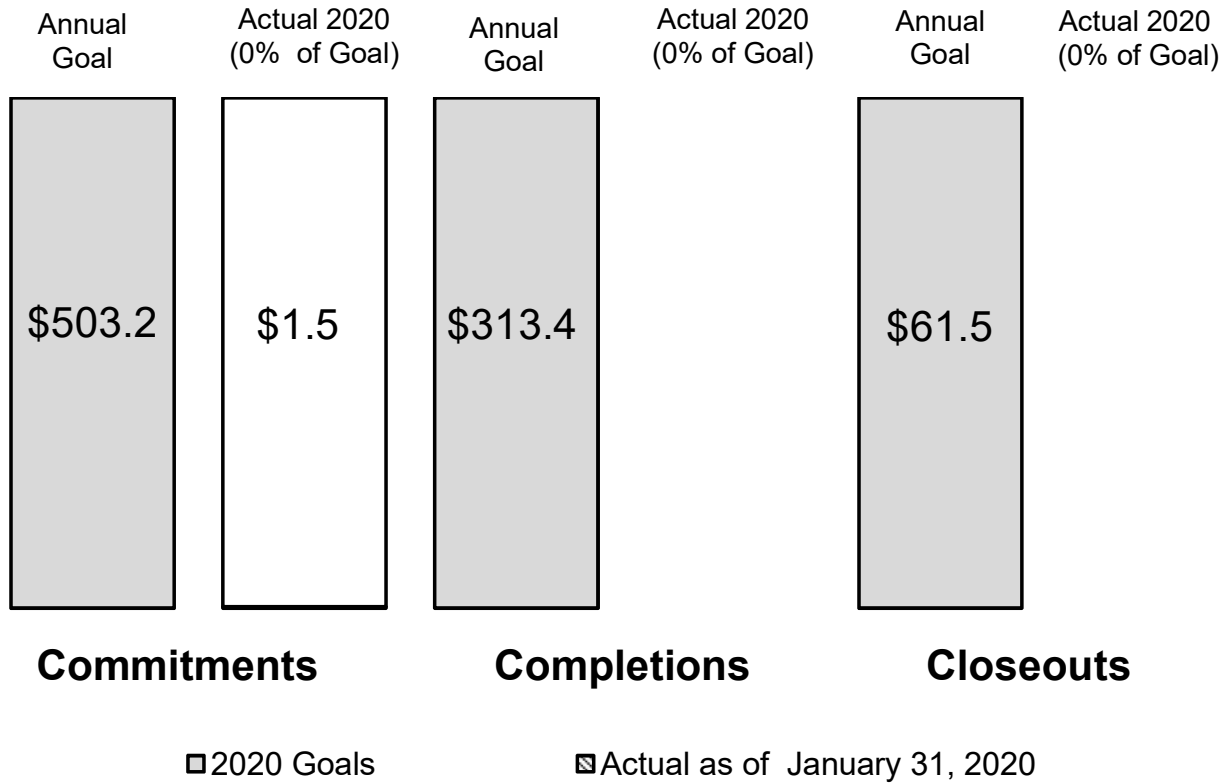 Annual
Goal
Actual 2020
(0% of Goal)
Annual
Goal
Actual 2020
(0% of Goal)
Annual
Goal
Actual 2020
(0% of Goal)
$503.2
$1.5
$313.4
$61.5
Commitments
Completions
Closeouts
2020 Goals
Actual as of January 31, 2020